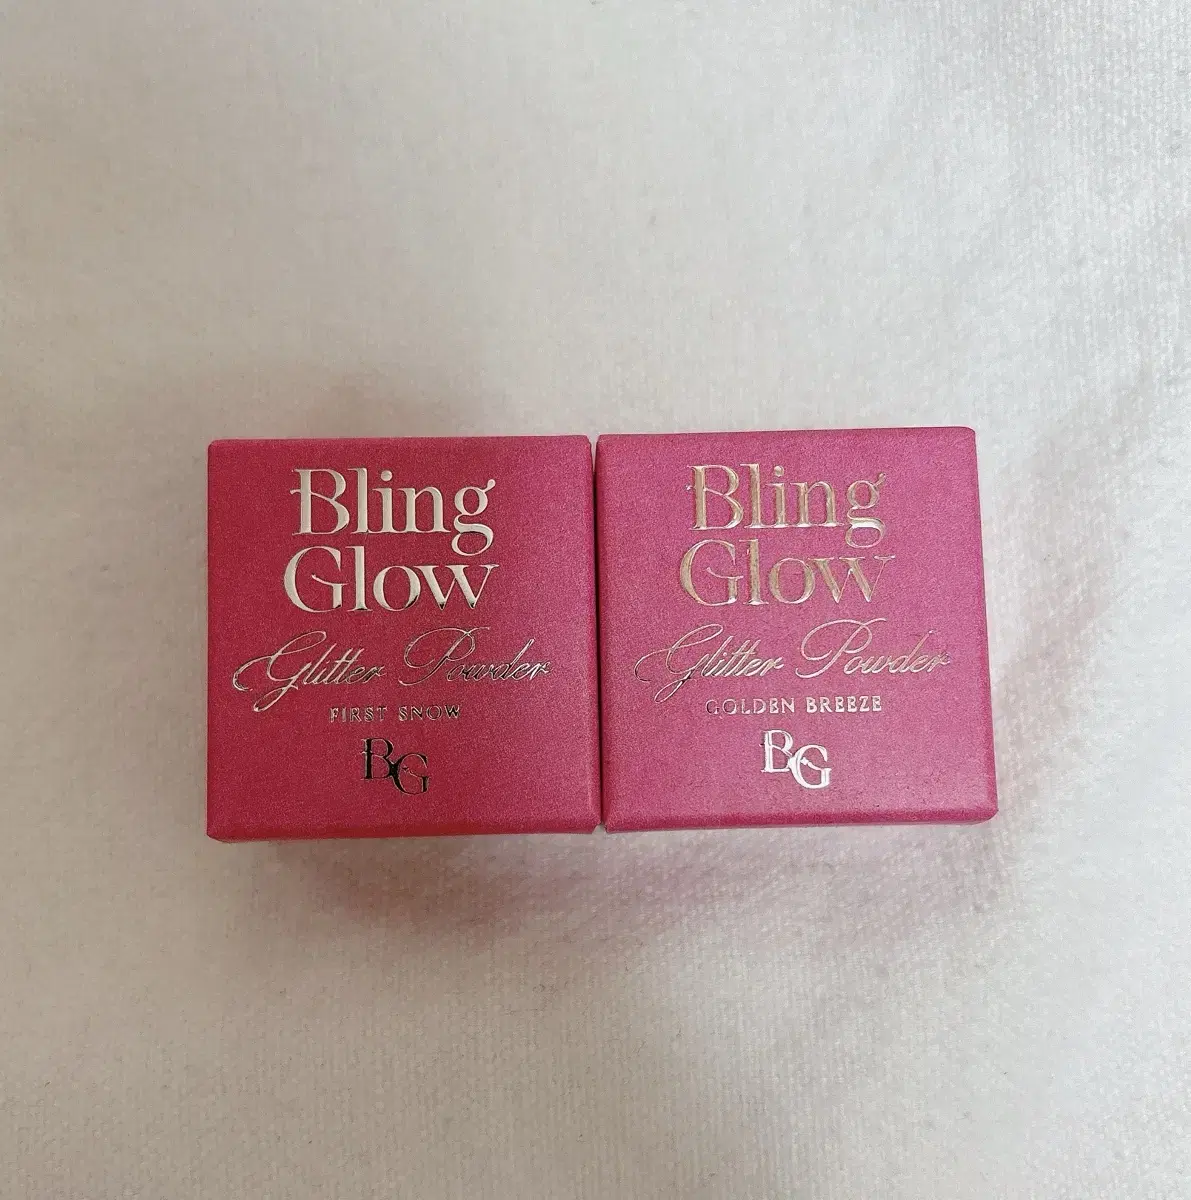 Bling
Glow
Glitter Powder
FIRST SNOW
BG
Bling
Glow
Glitter Powder
GOLDEN BREEZE
BG